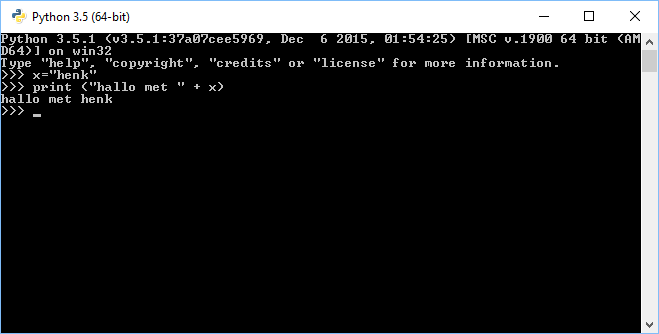 Python 3.5 (64-bit)
Python 3.5.1 (v3.5.1:37a07cee5969, Dec  6 2015, 01:54:25) [MSC v.1900 64 bit (AM
D64)] on win32
Type "help", "copyright", "credits" or "license" for more information.
>>> x="henk"
>>> print ("hallo met " + x)
hallo met henk
>>> _